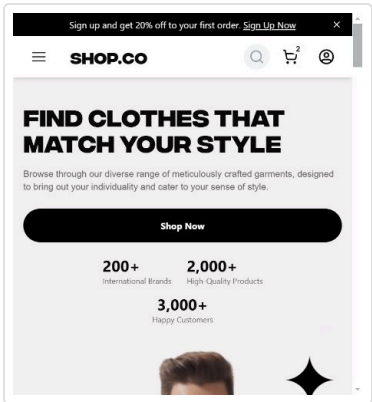 Sign up and get 20% off to your first order. Sign Up Now
SHOP.CO
2
FIND CLOTHES THAT
MATCH YOUR STYLE
Browse through our diverse range of meticulously crafted garments, designed
to bring out your individuality and cater to your sense of style.
Shop Now
200+ 2,000+
International Brands High-Quality Products
3,000+
Happy Customers